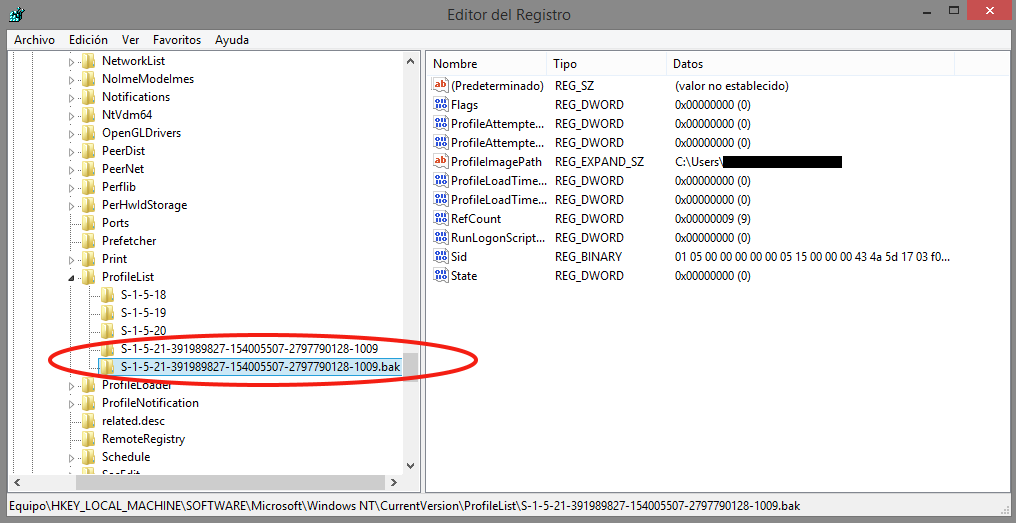 Editor del Registro
Archivo Edición Ver Favoritos Ayuda
NetworkList
NoImeModeImes
Notifications
NtVdm64
OpenGLDrivers
PeerDist
PeerNet
Perflib
PerHwIdStorage
Ports
Prefetcher
Print
ProfileList
S-1-5-18
S-1-5-19
S-1-5-20
S-1-5-21-391989827-154005507-2797790128-1009
S-1-5-21-391989827-154005507-2797790128-1009.bak
ProfileLoader
ProfileNotification
related.desc
RemoteRegistry
Schedule
SecEdit
Nombre Tipo Datos
(Predeterminado) REG_SZ (valor no establecido)
Flags REG_DWORD 0x00000000 (0)
ProfileAttempte... REG_DWORD 0x00000000 (0)
ProfileAttempte... REG_DWORD 0x00000000 (0)
ProfileImagePath REG_EXPAND_SZ C:\Users\
ProfileLoadTime... REG_DWORD 0x00000000 (0)
ProfileLoadTime... REG_DWORD 0x00000000 (0)
RefCount REG_DWORD 0x00000009 (9)
RunLogonScript... REG_DWORD 0x00000000 (0)
Sid REG_BINARY 01 05 00 00 00 00 00 05 15 00 00 00 43 4a 5d 17 03 f0...
State REG_DWORD 0x00000000 (0)
Equipo\HKEY_LOCAL_MACHINE\SOFTWARE\Microsoft\Windows NT\CurrentVersion\ProfileList\S-1-5-21-391989827-154005507-2797790128-1009.bak